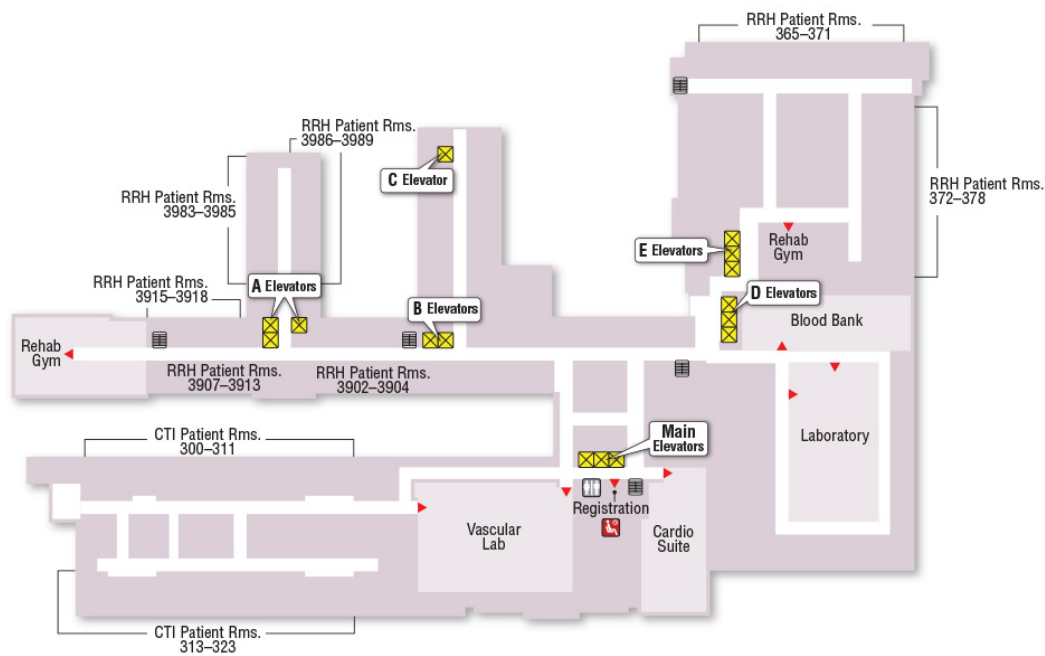 RRH Patient Rms.
365–371
RRH Patient Rms.
3986–3989
C Elevator
RRH Patient Rms.
3983–3985
RRH Patient Rms.
372–378
E Elevators
Rehab
Gym
RRH Patient Rms.
3915–3918
A Elevators
B Elevators
D Elevators
Blood Bank
Rehab
Gym
RRH Patient Rms.
3907–3913
RRH Patient Rms.
3902–3904
CTI Patient Rms.
300–311
Main
Elevators
Laboratory
Registration
Vascular
Lab
Cardio
Suite
CTI Patient Rms.
313–323